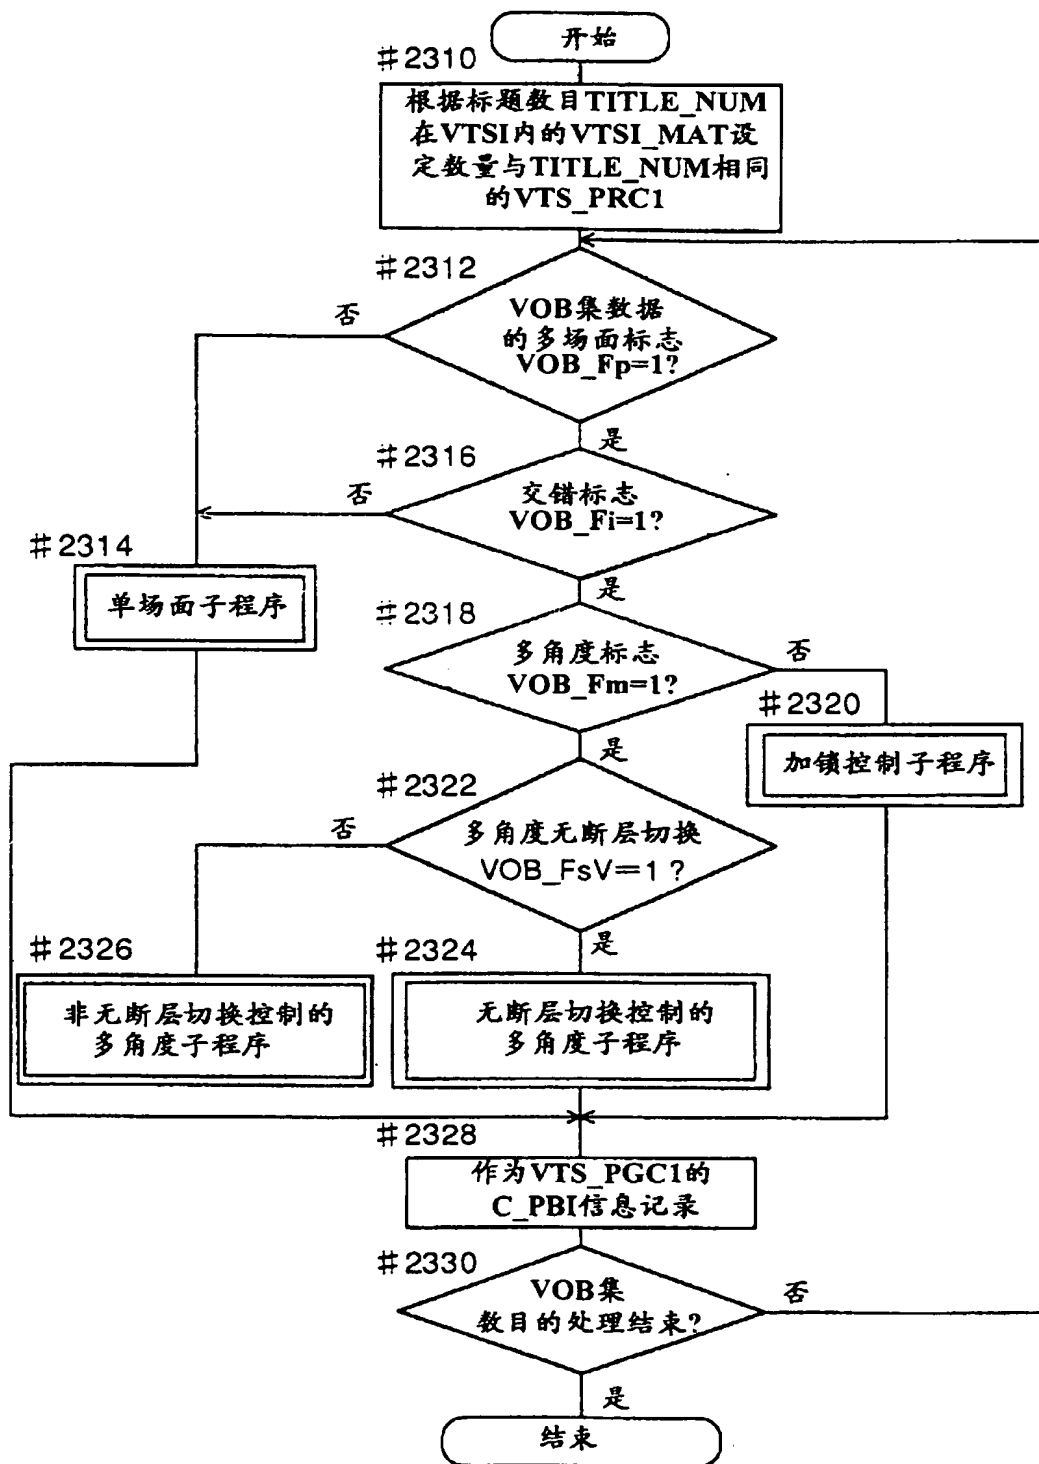 开始
#2310
根据标题数目TITLE_NUM
在VTSI内的VTSI_MAT设
定数量与TITLE_NUM相同
的VTS_PRC1
#2312
否
VOB集数据
的多场面标志
VOB_Fp=1?
是
#2316
否
交错标志
VOB_Fi=1?
是
#2314
单场面子程序
#2318
多角度标志
VOB_Fm=1?
否
是
#2320
加锁控制子程序
#2322
否
多角度无断层切换
VOB_FsV=1?
是
#2326
非无断层切换控制的
多角度子程序
#2324
无断层切换控制的
多角度子程序
#2328
作为VTS_PGC1的
C_PBI信息记录
#2330
VOB集
数目的处理结束?
否
是
结束